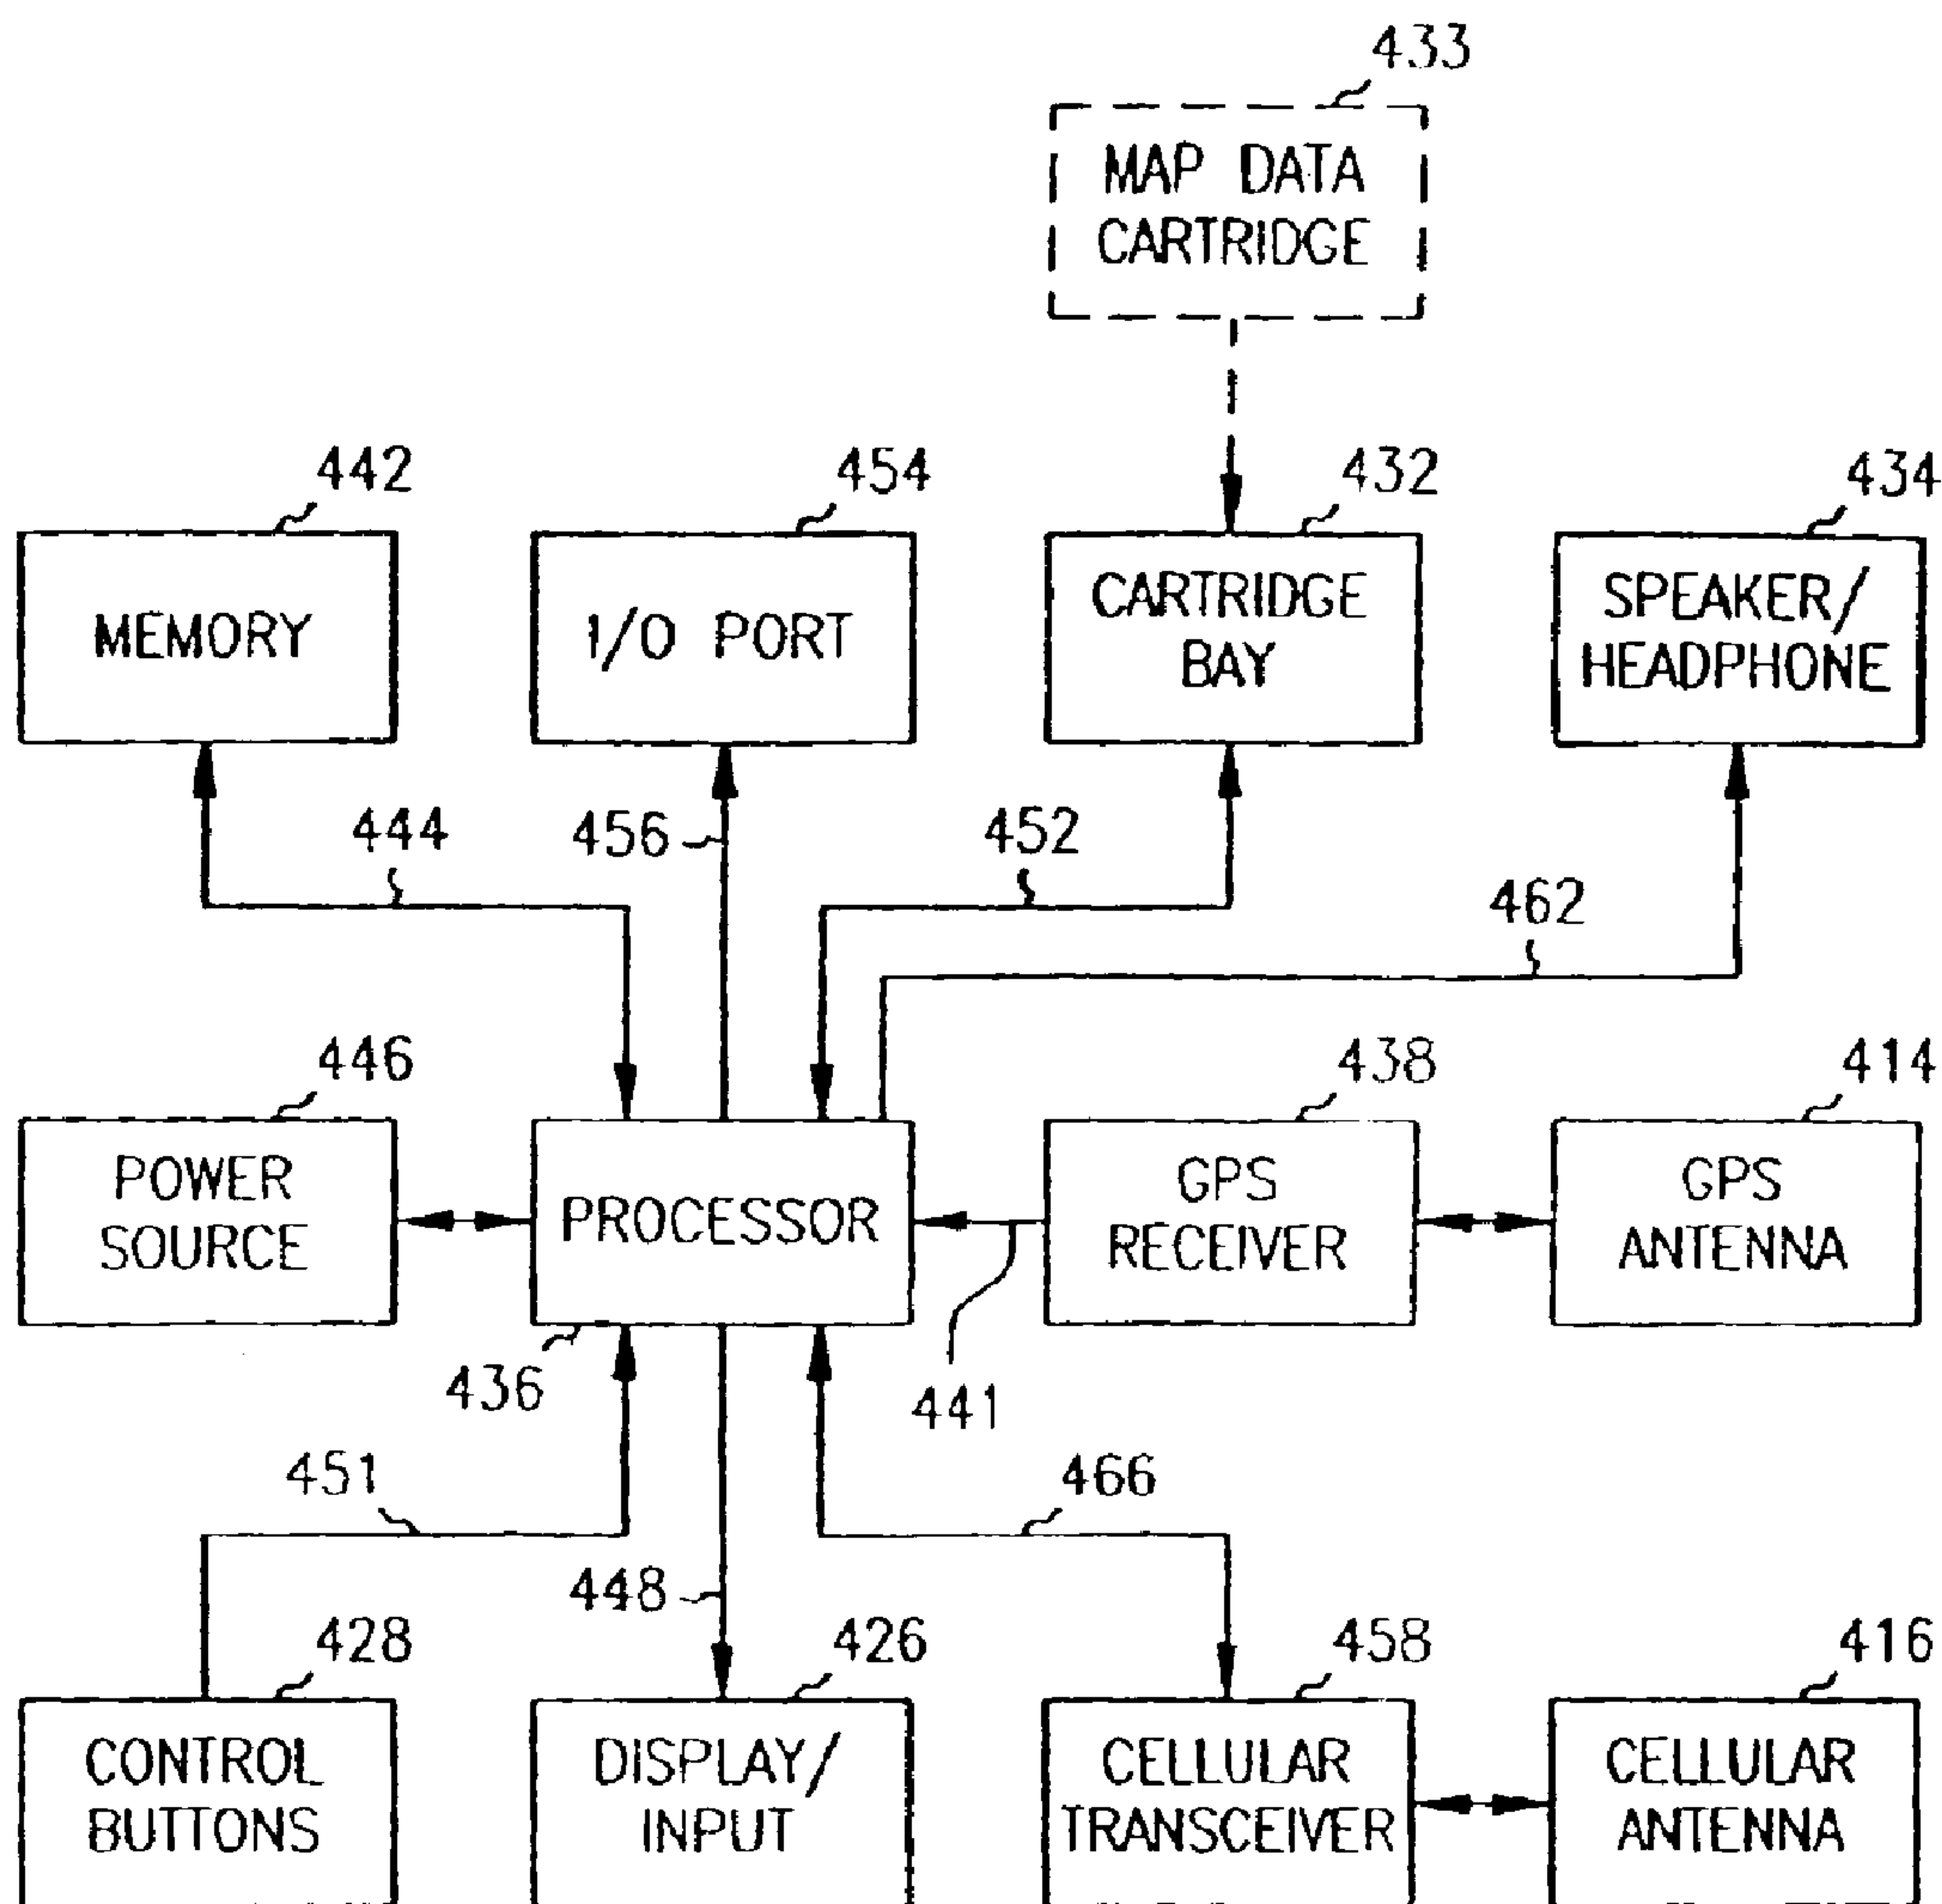 433
MAP DATA
CARTRIDGE
442
454
432
434
MEMORY
I/O PORT
CARTRIDGE
BAY
SPEAKER/
HEADPHONE
444
456
452
462
446
438
414
POWER
SOURCE
PROCESSOR
GPS
RECEIVER
GPS
ANTENNA
436
441
451
466
448
428
426
458
416
CONTROL
BUTTONS
DISPLAY/
INPUT
CELLULAR
TRANSCEIVER
CELLULAR
ANTENNA